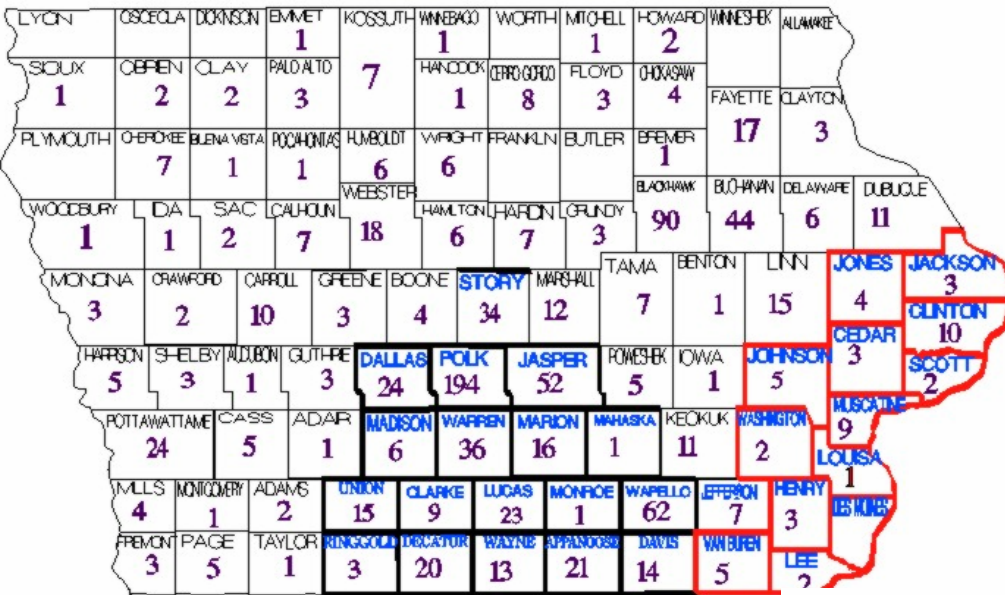 LYON OSCEOLA DICKINSON EMMET KOSSUTH WINNEBAGO WORTH MITCHELL HOWARD WINNESHEK ALLAMAKEE
1 1 1 2
SIOUX OBRIEN CLAY PALO ALTO 7 HANCOCK CERRO GORDO FLOYD CHICKASAW
1 2 2 3 1 8 3 4
FAYETTE CLAYTON
17 3
PLYMOUTH CHEROKEE BUENA VISTA POCAHONTAS HUMBOLDT WRIGHT FRANKLIN BUTLER BREMER
7 1 1 6 6 1
WEBSTER BLACKHAWK BUCHANAN DELAWARE DUBUQUE
18 90 44 6 11
WOODBURY IDA SAC CALHOUN HAMILTON HARDIN GRUNDY
1 1 2 7 6 7 3
TAMA BENTON LINN JONES JACKSON
7 1 15 4 3
MONONA CRAWFORD CARROLL GREENE BOONE STORY MARSHALL
3 2 10 3 4 34 12
CLINTON
10
CEDAR
3
HARRISON SHELBY AUDUBON GUTHRIE DALLAS POLK JASPER POWESHEK IOWA JOHNSON SCOTT
5 3 1 3 24 194 52 5 1 5 2
MUSCATINE
9
POTTAWATTAME CASS ADAIR MADISON WARREN MARION MAHASKA KEOKUK WASHINGTON
24 5 1 6 36 16 1 11 2
LOUISA
1
MILLS MONTGOMERY ADAMS UNION CLARKE LUCAS MONROE WAPELLO JEFFERSON HENRY DES MOINES
4 1 2 15 9 23 1 62 7 3
FREMONT PAGE TAYLOR RINGGOLD DECATUR WAYNE APPANOOSE DAVIS VAN BUREN LEE
3 5 1 3 20 13 21 14 5 2